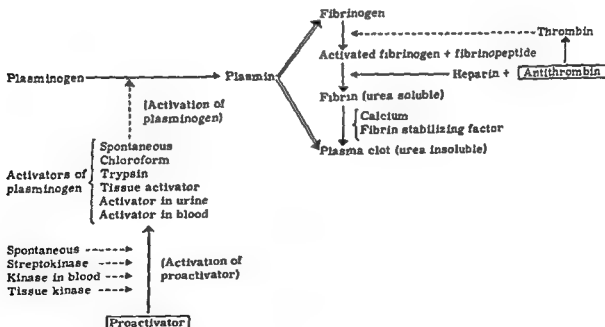 Fibrinogen
Thrombin
Activated fibrinogen + fibrinopeptide
Plasminogen
Plasmin
Heparin + Antithrombin
(Activation of
plasminogen)
Fibrin (urea soluble)
Calcium
Fibrin stabilizing factor
Plasma clot (urea insoluble)
Activators of
plasminogen
Spontaneous
Chloroform
Trypsin
Tissue activator
Activator in urine
Activator in blood
Spontaneous
Streptokinase
Kinase in blood
Tissue kinase
(Activation of
proactivator)
Proactivator